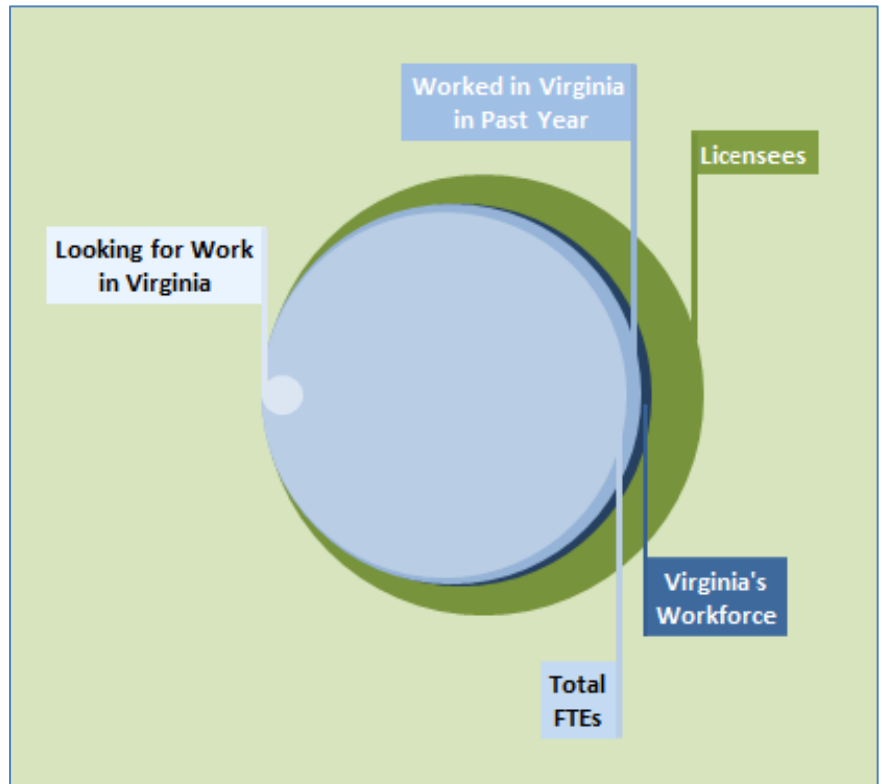 Worked in Virginia
in Past Year
Licensees
Looking for Work
in Virginia
Virginia's
Workforce
Total
FTEs